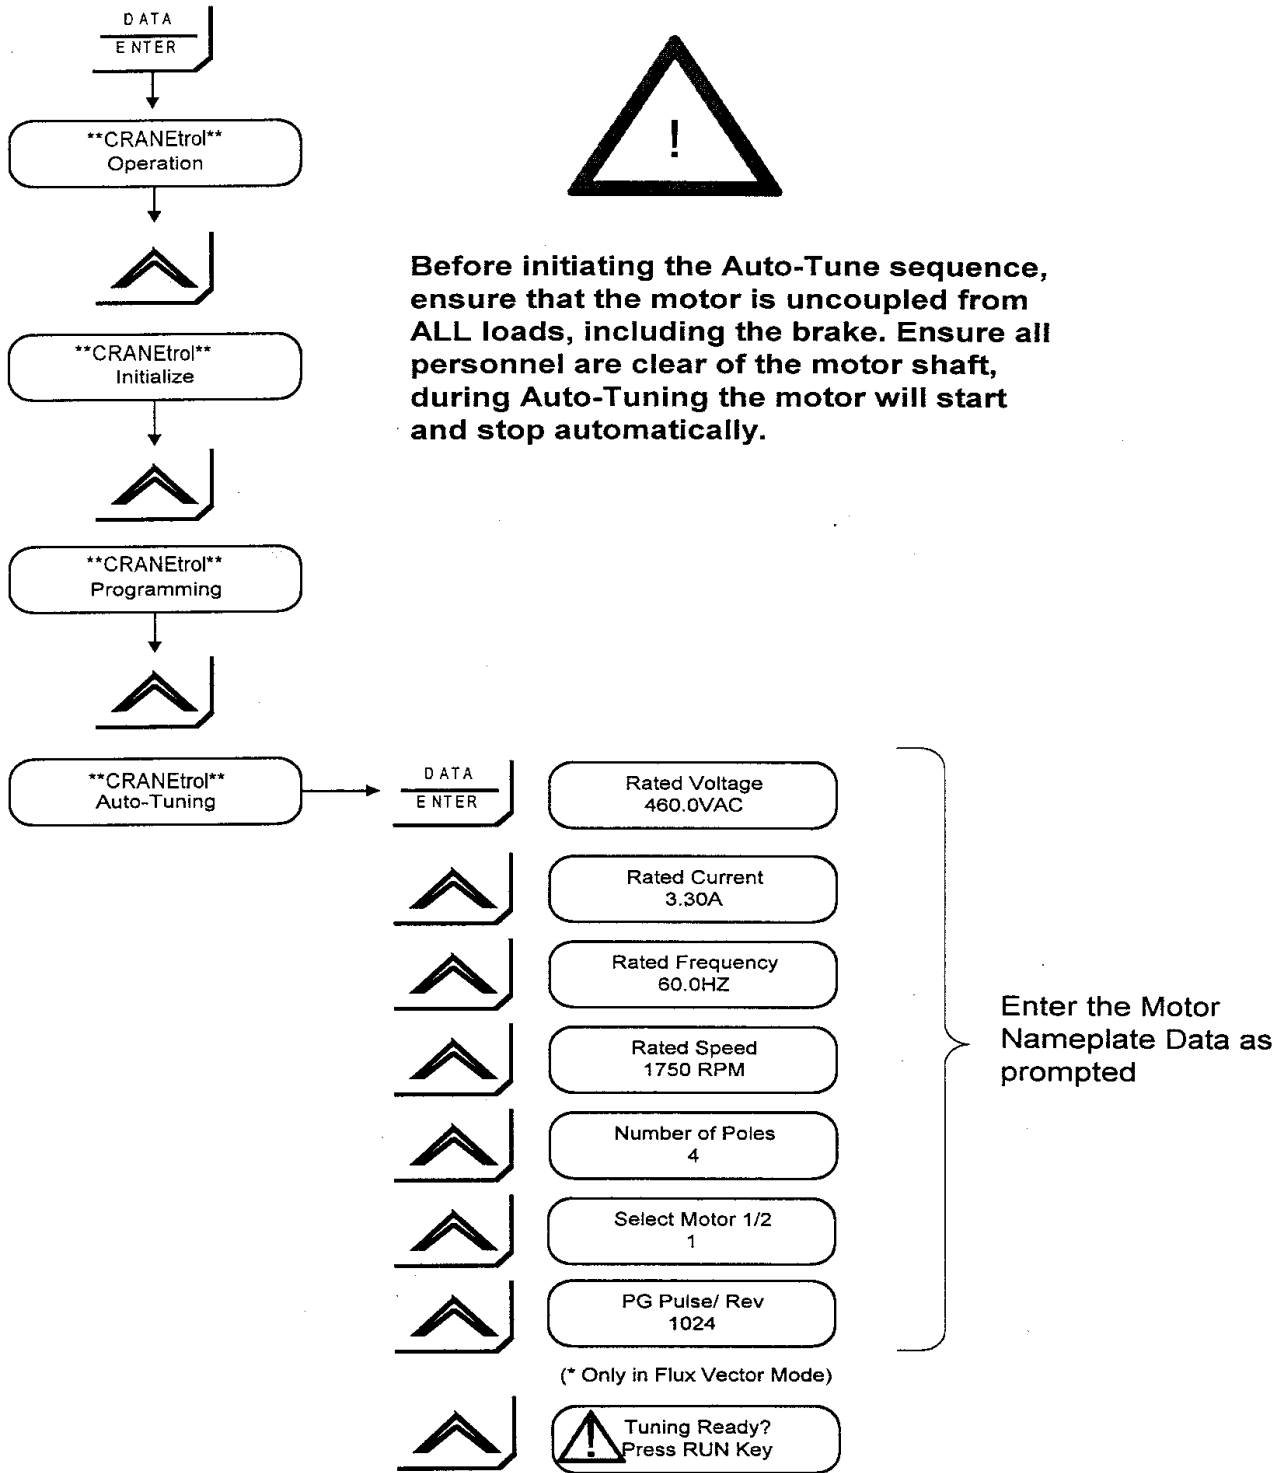 DATA
ENTER
**CRANEtrol**
Operation
!
Before initiating the Auto-Tune sequence,
ensure that the motor is uncoupled from
ALL loads, including the brake. Ensure all
personnel are clear of the motor shaft,
during Auto-Tuning the motor will start
and stop automatically.
**CRANEtrol**
Initialize
**CRANEtrol**
Programming
**CRANEtrol**
Auto-Tuning
DATA
ENTER
Rated Voltage
460.0VAC
Rated Current
3.30A
Rated Frequency
60.0HZ
Rated Speed
1750 RPM
Number of Poles
4
Select Motor 1/2
1
PG Pulse/ Rev
1024
(* Only in Flux Vector Mode)
Enter the Motor
Nameplate Data as
prompted
!
Tuning Ready?
Press RUN Key